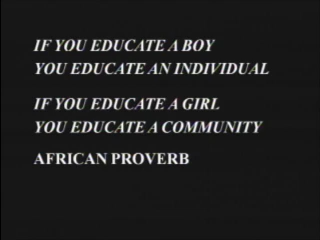 IF YOU EDUCATE A BOY
YOU EDUCATE AN INDIVIDUAL
IF YOU EDUCATE A GIRL
YOU EDUCATE A COMMUNITY
AFRICAN PROVERB